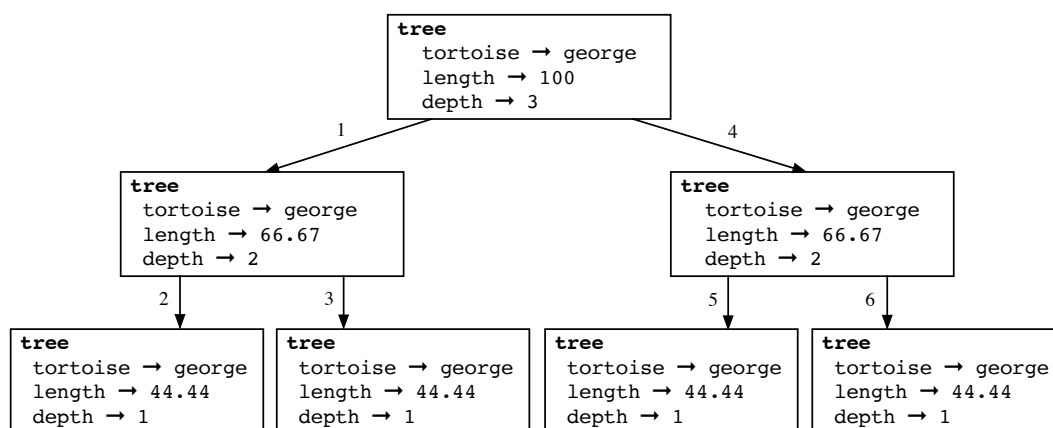 tree
tortoise → george
length → 100
depth → 3
1
4
tree
tortoise → george
length → 66.67
depth → 2
tree
tortoise → george
length → 66.67
depth → 2
2
3
5
6
tree
tortoise → george
length → 44.44
depth → 1
tree
tortoise → george
length → 44.44
depth → 1
tree
tortoise → george
length → 44.44
depth → 1
tree
tortoise → george
length → 44.44
depth → 1